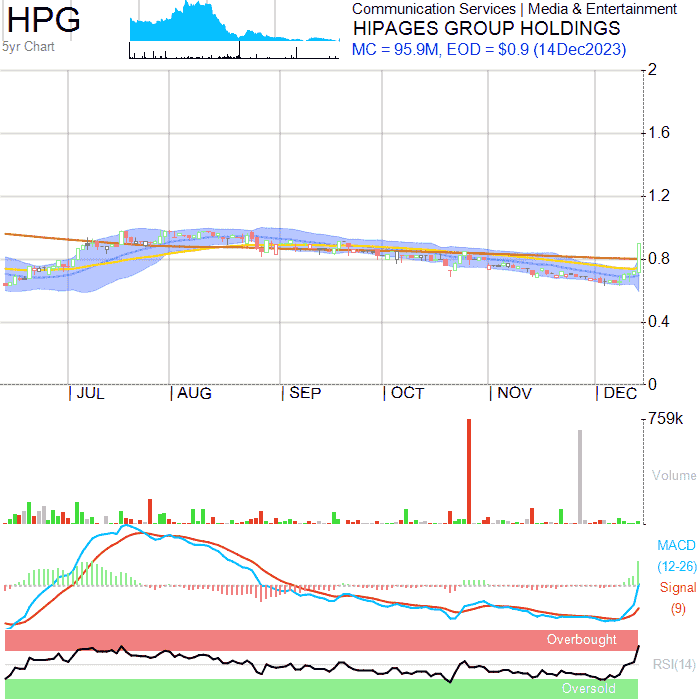 HPG
5yr Chart
Communication Services | Media & Entertainment
HIPAGES GROUP HOLDINGS
MC = 95.9M, EOD = $0.9 (14Dec2023)
2
1.6
1.2
0.8
0.4
0
| JUL | AUG | SEP | OCT | NOV | DEC
759k
Volume
MACD
(12-26)
Signal
(9)
Overbought
RSI(14)
Oversold